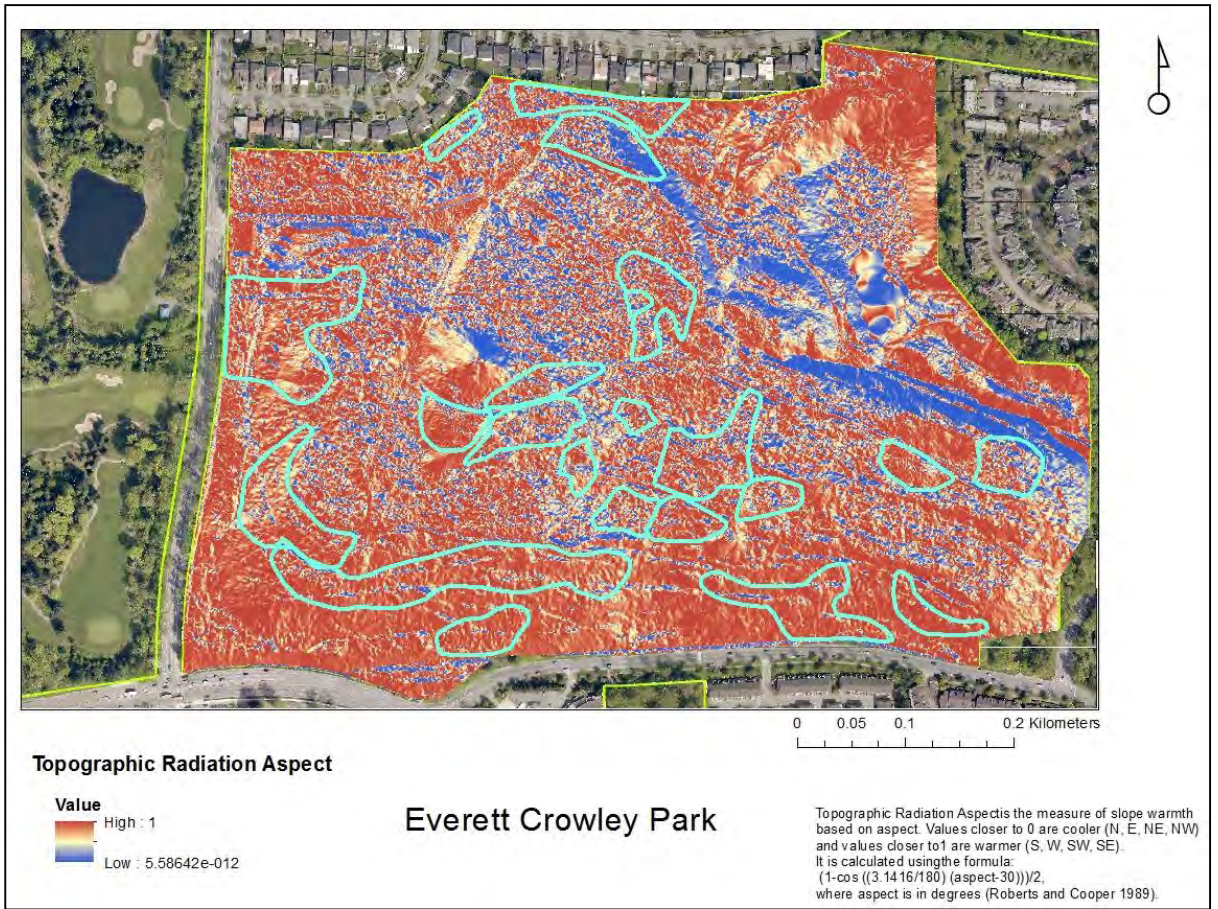 0 0.05 0.1 0.2 Kilometers
Topographic Radiation Aspect
Value
High : 1
Low : 5.58642e-012
Everett Crowley Park
Topographic Radiation Aspectis the measure of slope warmth
based on aspect. Values closer to 0 are cooler (N, E, NE, NW)
and values closer to1 are warmer (S, W, SW, SE).
It is calculated usingthe formula:
(1-cos ((3.1416/180) (aspect-30)))/2,
where aspect is in degrees (Roberts and Cooper 1989).